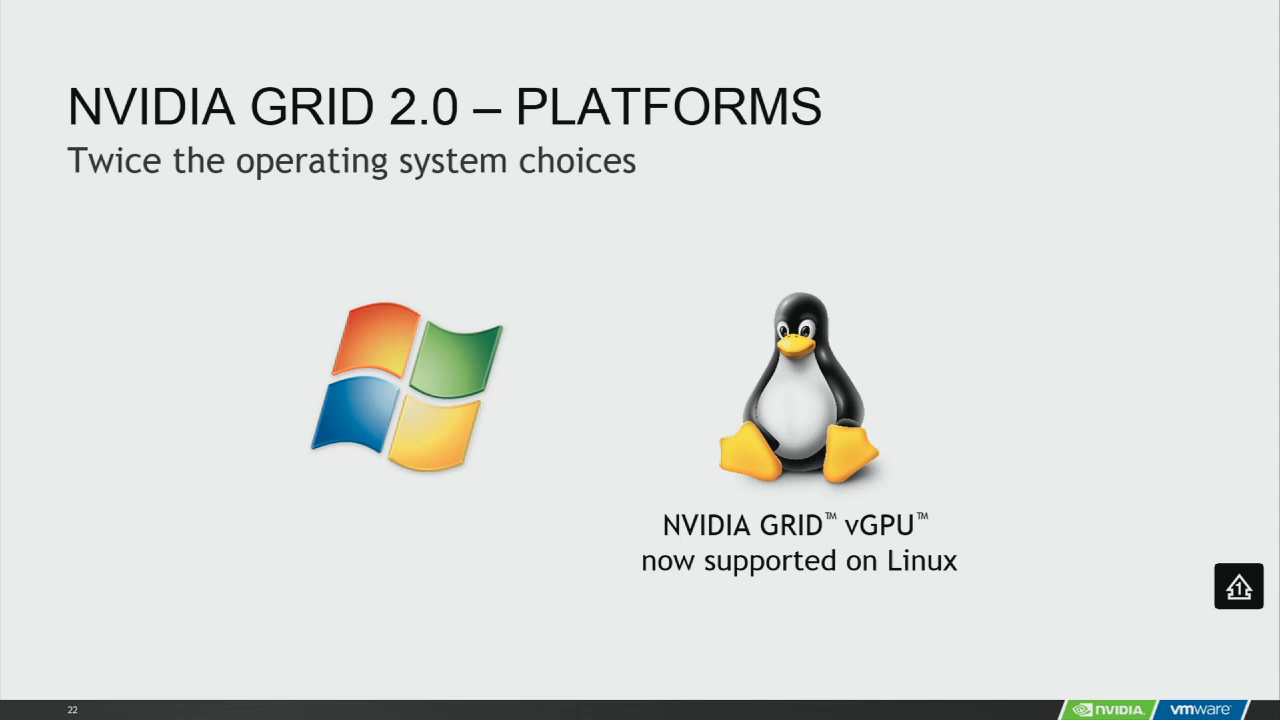 NVIDIA GRID 2.0 – PLATFORMS
Twice the operating system choices
NVIDIA GRID™ vGPU™
now supported on Linux
1
22
NVIDIA.
vmware